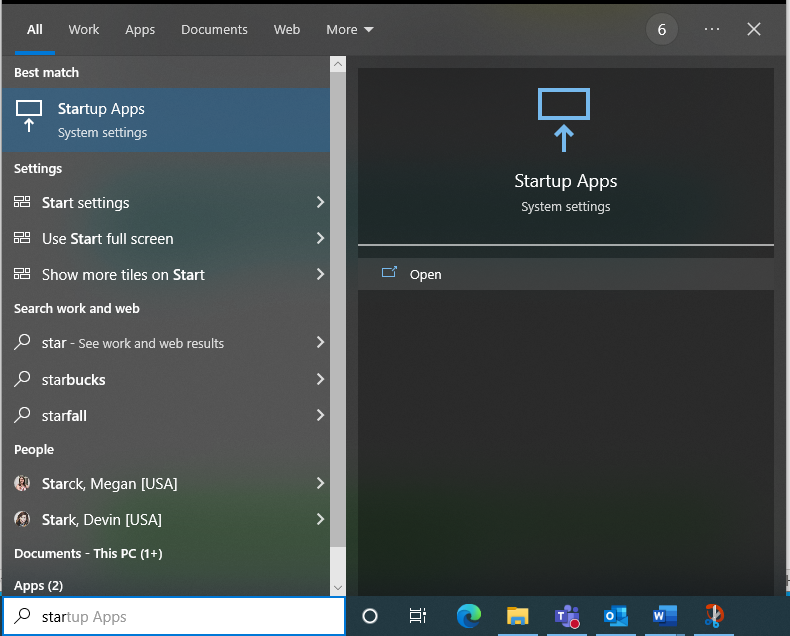 All Work Apps Documents Web More 6 ...
Best match
Startup Apps
System settings
Settings
Start settings
Use Start full screen
Show more tiles on Start
Search work and web
star - See work and web results
starbucks
starfall
People
Starck, Megan [USA]
Stark, Devin [USA]
Documents - This PC (1+)
Apps (2)
startup Apps
Startup Apps
System settings
Open
T
O
W